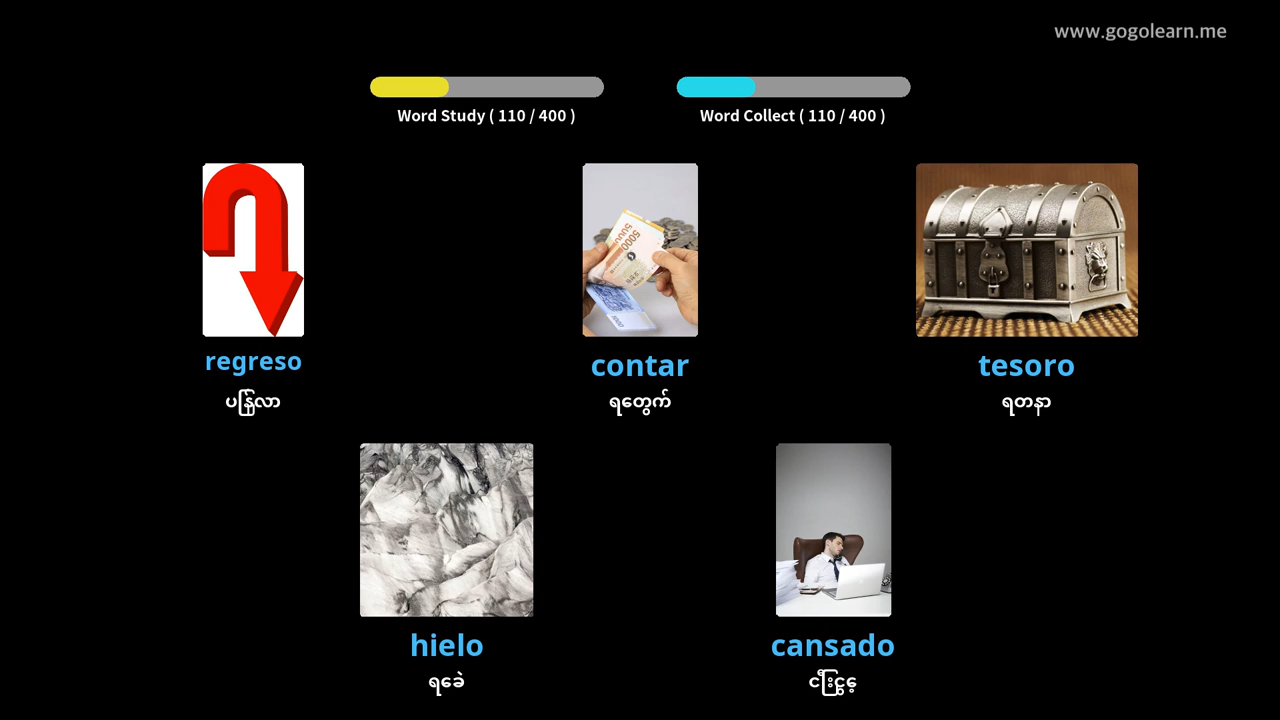 www.gogolearn.me
Word Study ( 110 / 400 )
Word Collect ( 110 / 400 )
5000
regreso
contar
tesoro
ပြန်လာ
ရေတွက်
ရတနာ
hielo
cansado
ရေခဲ
ငြီးငွေ့